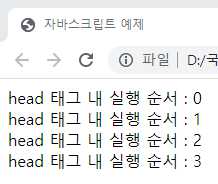 자바스크립트 예제
파일 | D:/국
head 태그 내 실행 순서 : 0
head 태그 내 실행 순서 : 1
head 태그 내 실행 순서 : 2
head 태그 내 실행 순서 : 3